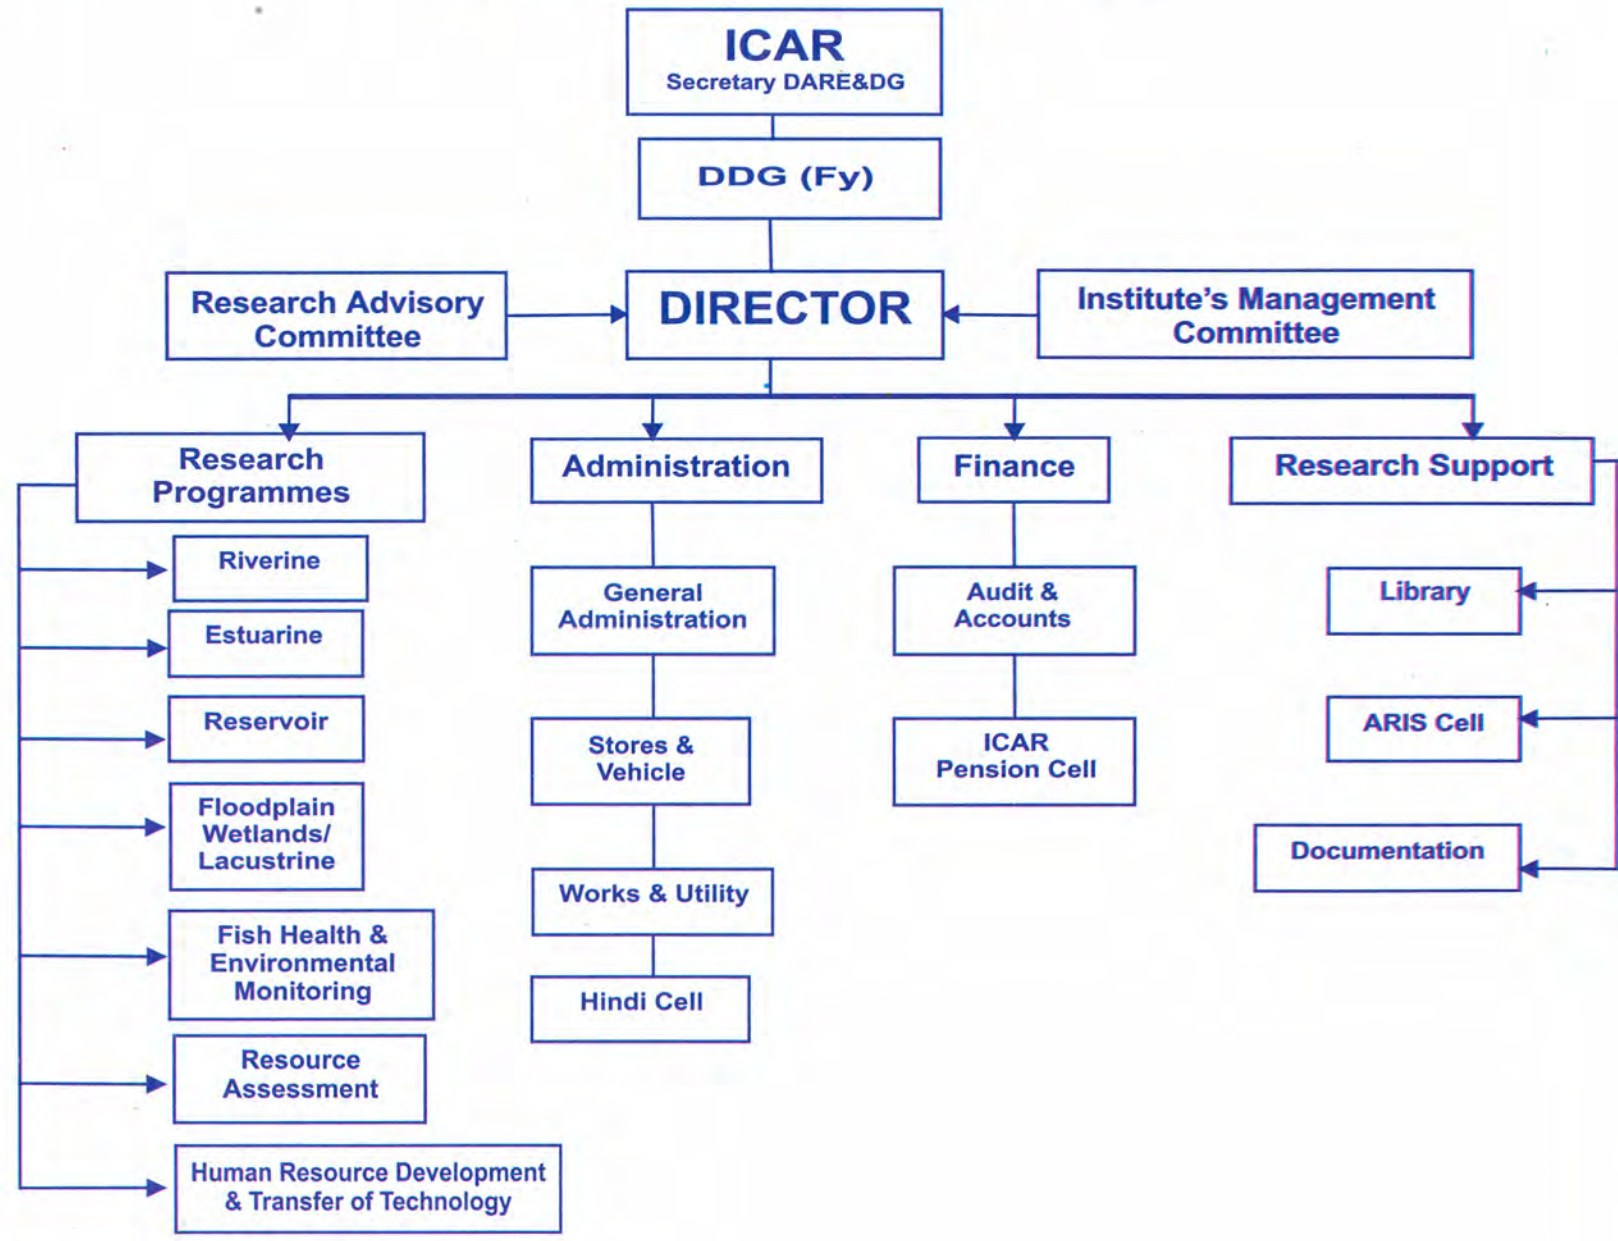 ICAR
Secretary DARE&DG
DDG (Fy)
Research Advisory
Committee
DIRECTOR
Institute's Management
Committee
Research
Programmes
Administration
Finance
Research Support
Riverine
Estuarine
Reservoir
Floodplain
Wetlands/
Lacustrine
Fish Health &
Environmental
Monitoring
Resource
Assessment
Human Resource Development
& Transfer of Technology
General
Administration
Stores &
Vehicle
Works & Utility
Hindi Cell
Audit &
Accounts
ICAR
Pension Cell
Library
ARIS Cell
Documentation